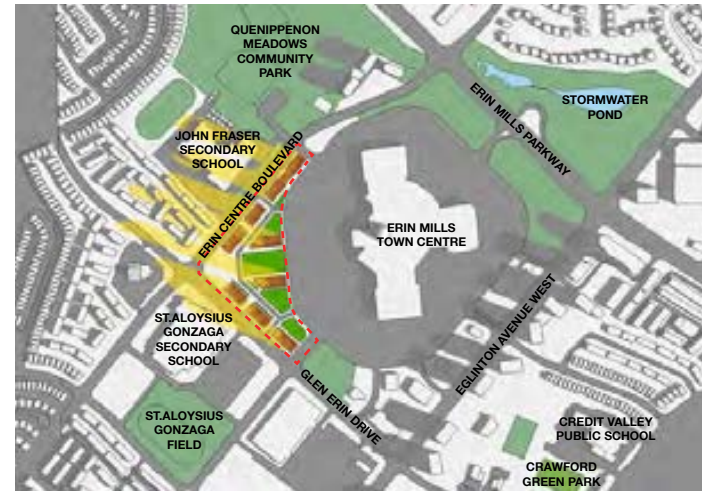 QUENIPPENON
MEADOWS
COMMUNITY
PARK
JOHN FRASER
SECONDARY
SCHOOL
ERIN CENTRE BOULEVARD
ERIN MILLS PARKWAY
STORMWATER
POND
ERIN MILLS
TOWN CENTRE
EGLINTON AVENUE WEST
ST.ALOYSIUS
GONZAGA
SECONDARY
SCHOOL
GLEN ERIN DRIVE
ST.ALOYSIUS
GONZAGA
FIELD
CREDIT VALLEY
PUBLIC SCHOOL
CRAWFORD
GREEN PARK